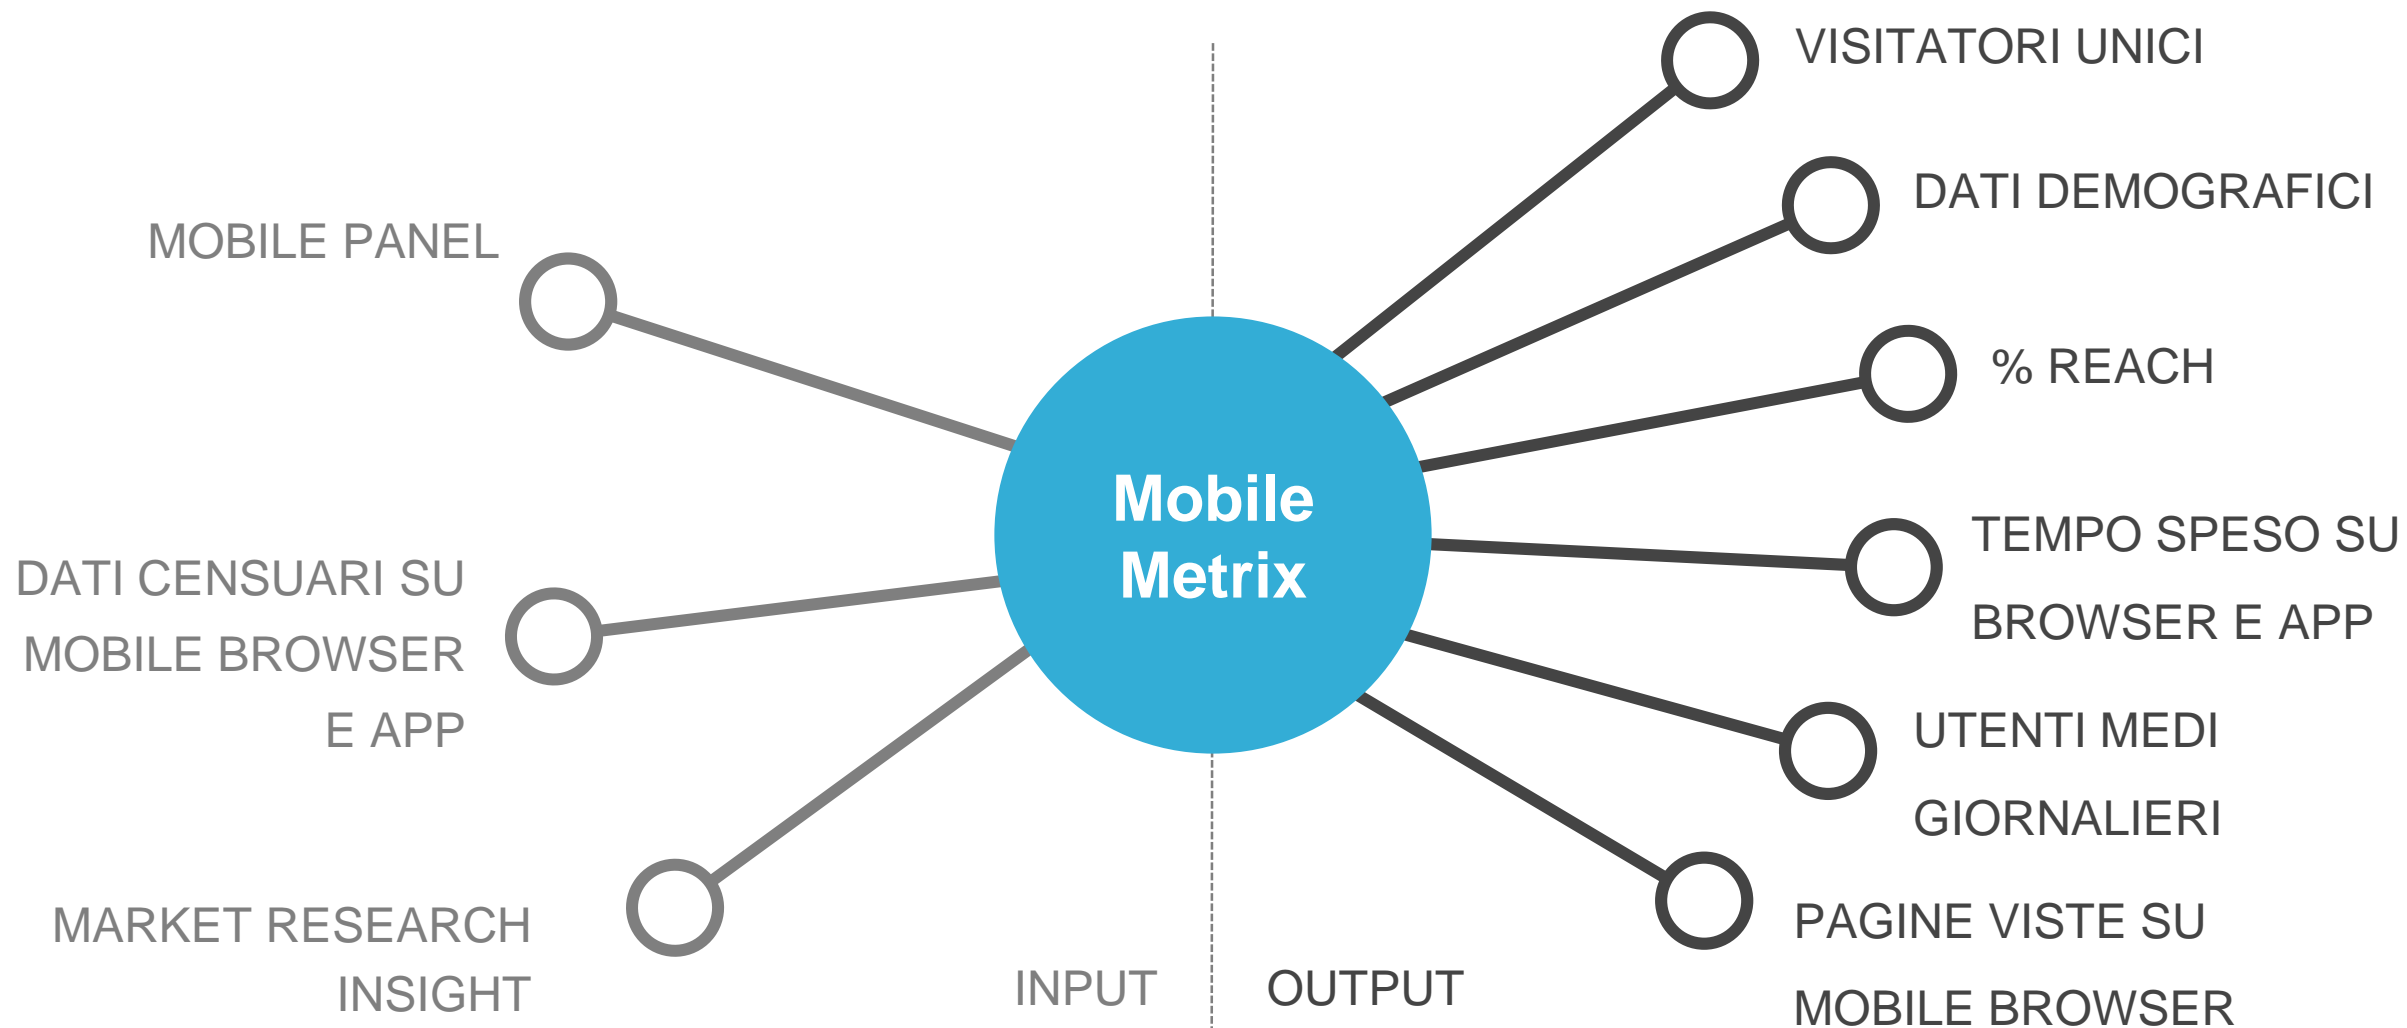 MOBILE PANEL
DATI CENSUARI SU
MOBILE BROWSER
E APP
MARKET RESEARCH
INSIGHT
INPUT
Mobile
Metrix
OUTPUT
VISITATORI UNICI
DATI DEMOGRAFICI
% REACH
TEMPO SPESO SU
BROWSER E APP
UTENTI MEDI
GIORNALIERI
PAGINE VISTE SU
MOBILE BROWSER